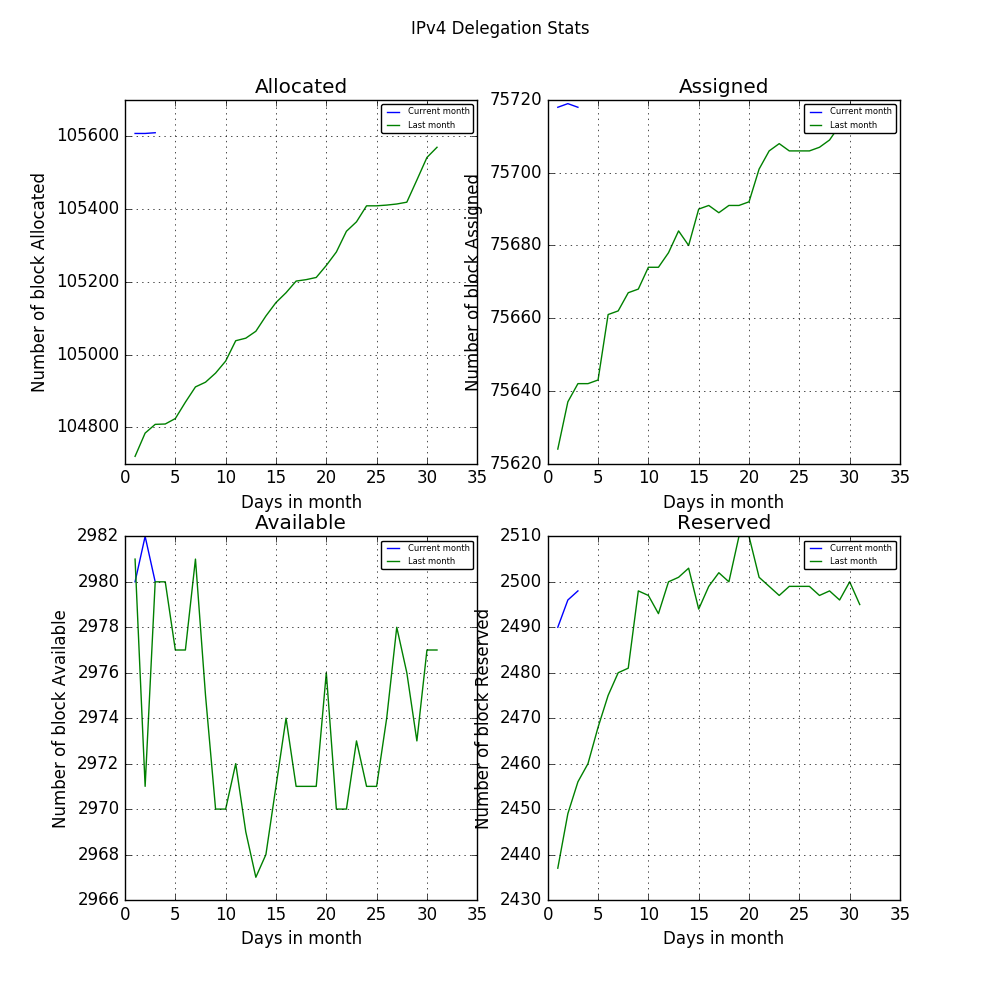 IPv4 Delegation Stats
Allocated
Number of block Allocated
105600
105400
105200
105000
104800
0 5 10 15 20 25 30 35
Days in month
Current month
Last month
Assigned
Number of block Assigned
75720
75700
75680
75660
75640
75620
0 5 10 15 20 25 30 35
Days in month
Current month
Last month
Available
Number of block Available
2982
2980
2978
2976
2974
2972
2970
2968
2966
0 5 10 15 20 25 30 35
Days in month
Current month
Last month
Reserved
Number of block Reserved
2510
2500
2490
2480
2470
2460
2450
2440
2430
0 5 10 15 20 25 30 35
Days in month
Current month
Last month